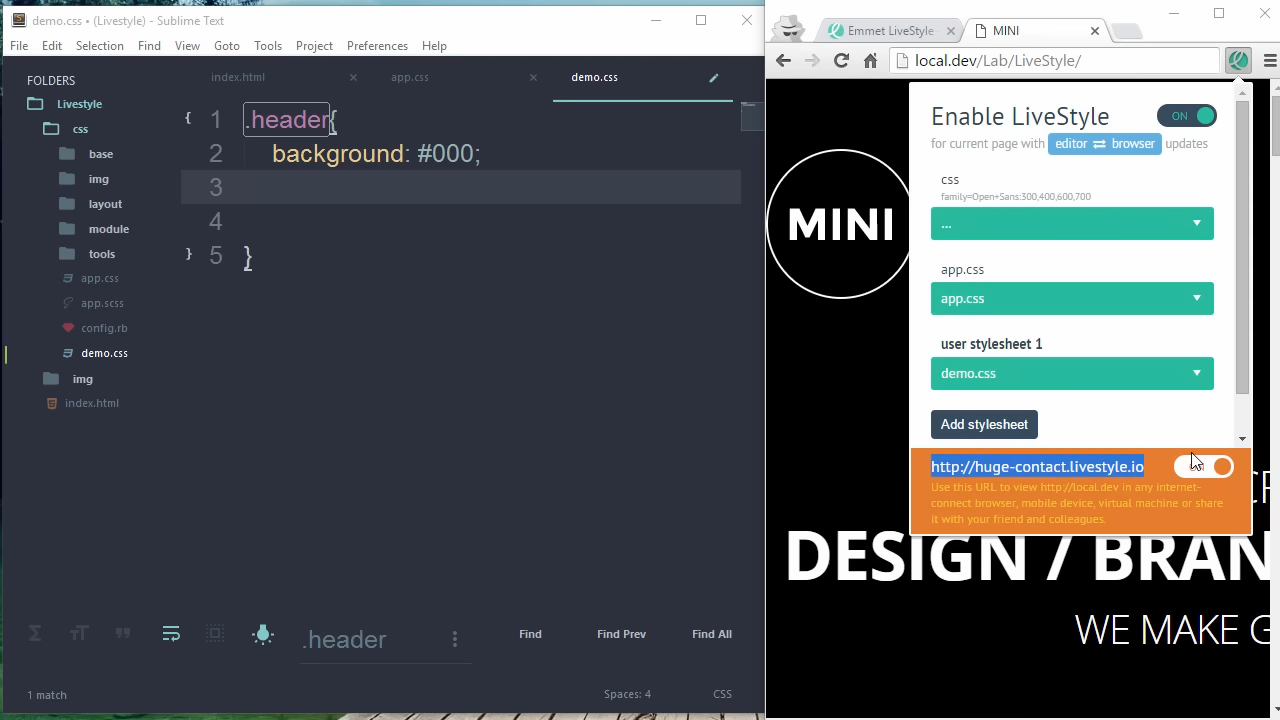 demo.css • (Livestyle) - Sublime Text
File Edit Selection Find View Goto Tools Project Preferences Help
FOLDERS
Livestyle
css
base
img
layout
module
tools
app.css
app.scss
config.rb
demo.css
img
index.html
index.html × app.css × demo.css
{ 1 .header{
2 background: #000;
3
4
} 5 }
.header
Find Find Prev Find All
1 match Spaces: 4 CSS
Emmet LiveStyle × MINI ×
local.dev/Lab/LiveStyle/
MINI
Enable LiveStyle ON
for current page with editor ⇄ browser updates
css
family=Open+Sans:300,400,600,700
...
app.css
app.css
user stylesheet 1
demo.css
Add stylesheet
http://huge-contact.livestyle.io
Use this URL to view http://local.dev in any internet-
connect browser, mobile device, virtual machine or share
it with your friend and colleagues.
DESIGN / BRAN
WE MAKE G